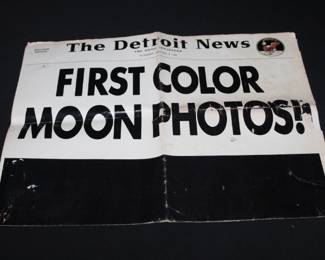 The Detroit News
FIRST COLOR
MOON PHOTOS!